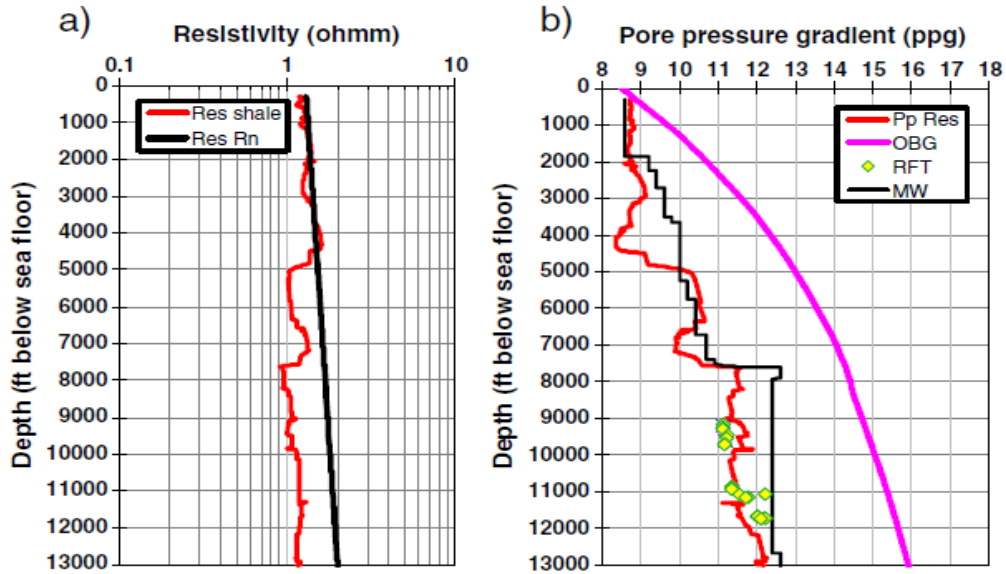 a)
Resistivity (ohmm)
0.1 1 10
0
1000
2000
3000
4000
5000
6000
7000
8000
9000
10000
11000
12000
13000
Depth (ft below sea floor)
Res shale
Res Rn
b)
Pore pressure gradient (ppg)
8 9 10 11 12 13 14 15 16 17 18
0
1000
2000
3000
4000
5000
6000
7000
8000
9000
10000
11000
12000
13000
Depth (ft below sea floor)
Pp Res
OBG
RFT
MW